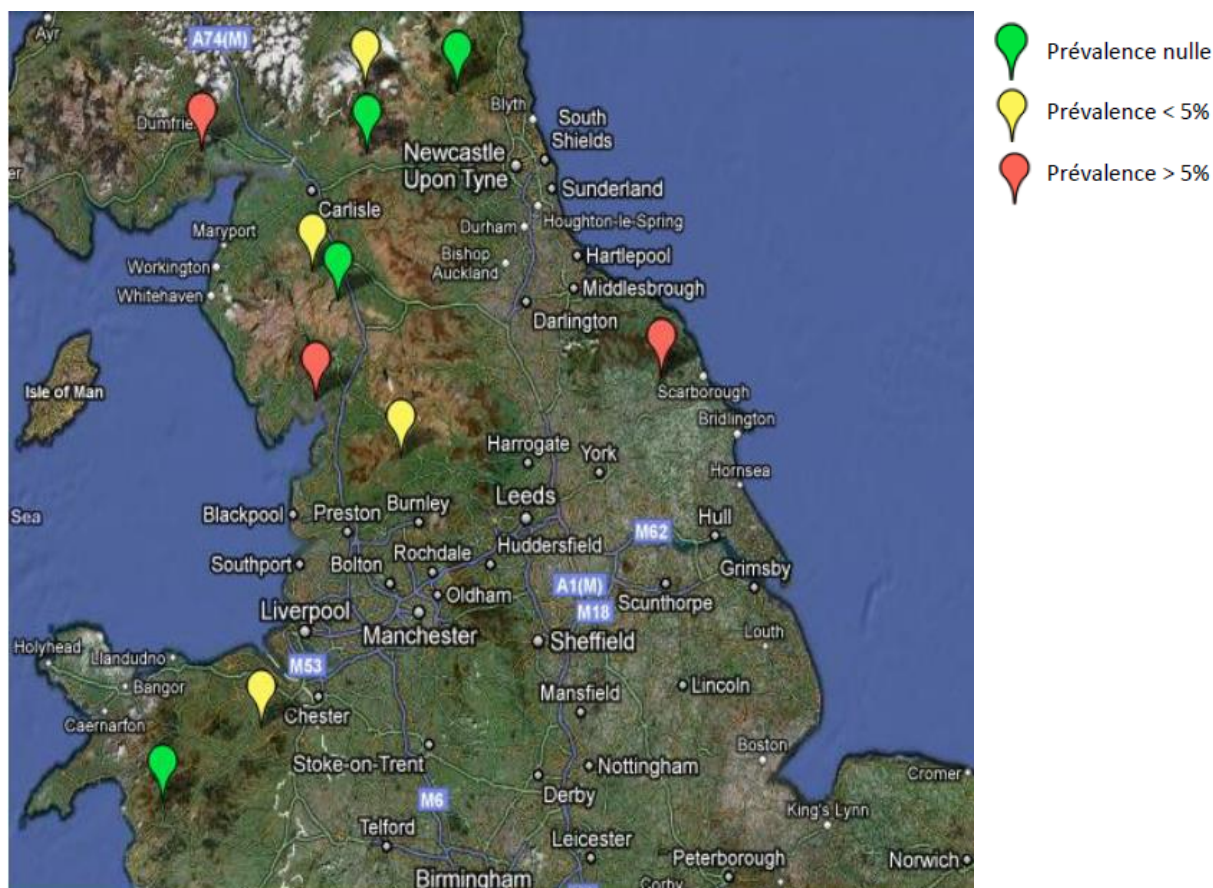 Ayr
A74(M)
Prévalence nulle
Blyth
South
Shields
Prévalence < 5%
Dumfrie
Newcastle
Upon Tyne
Prévalence > 5%
er
Sunderland
Carlisle
Houghton-le-Spring
Durham
Maryport
Bishop
Auckland
Hartlepool
Workington
Whitehaven
Middlesbrough
Darlington
Isle of Man
Scarborough
Bridlington
Harrogate
York
Hornsea
Sea
Blackpool
Preston
Burnley
Leeds
Hull
M62
Southport
Bolton
Rochdale
Huddersfield
A1(M)
Grimsby
Oldham
Scunthorpe
Liverpool
M18
Manchester
Sheffield
Louth
Holyhead
Llandudno
M53
Bangor
Chester
Mansfield
Lincoln
Caernarfon
Stoke-on-Trent
Nottingham
Boston
Cromer
Derby
M6
King's Lynn
Telford
Leicester
Peterborough
Norwich
Birmingham
Corby